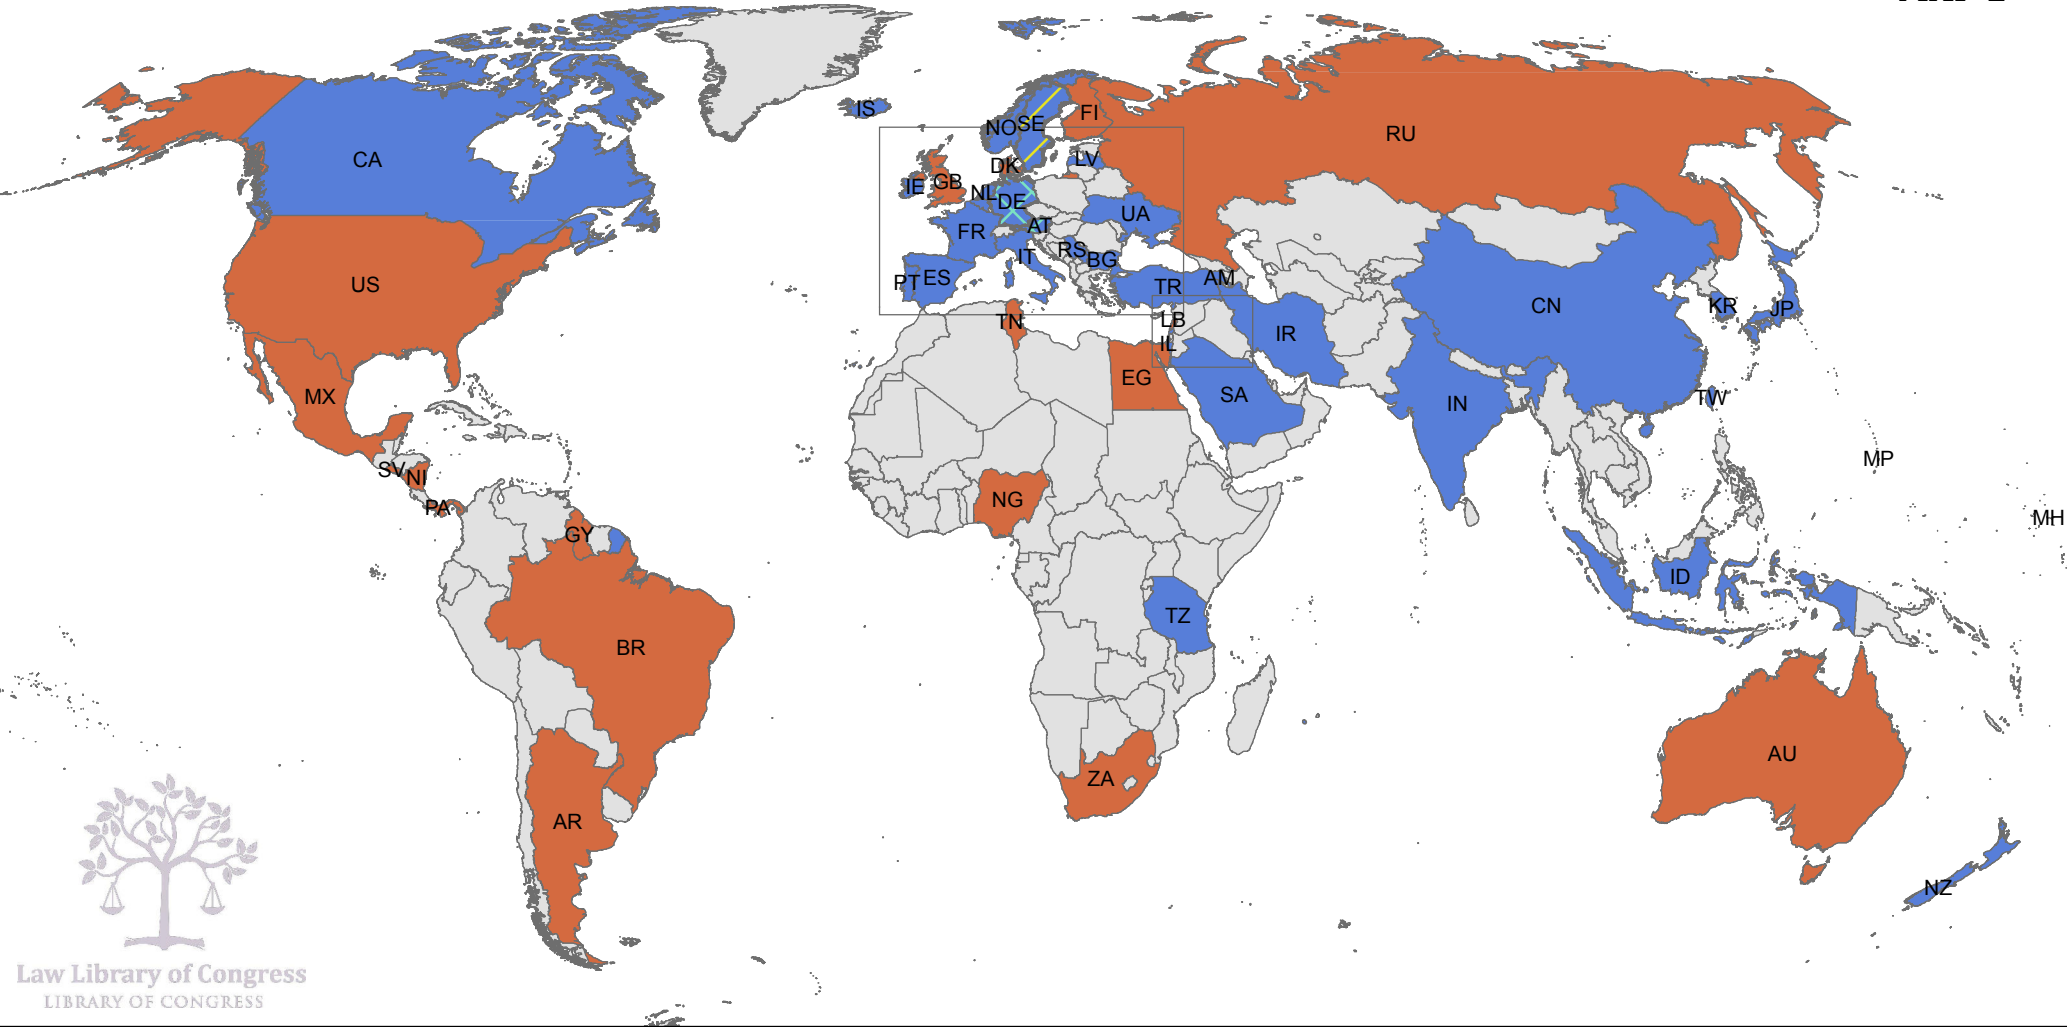 IS
FI
NO
SE
RU
CA
DK
LV
IE
GB
NL
DE
UA
AT
FR
RS
BG
IT
PT
ES
TR
AM
US
CN
KR
JP
TN
LB
IL
IR
EG
SA
MX
IN
TW
MP
SV
NI
PA
NG
MH
GY
ID
TZ
BR
AU
ZA
AR
NZ
Law Library of Congress
LIBRARY OF CONGRESS